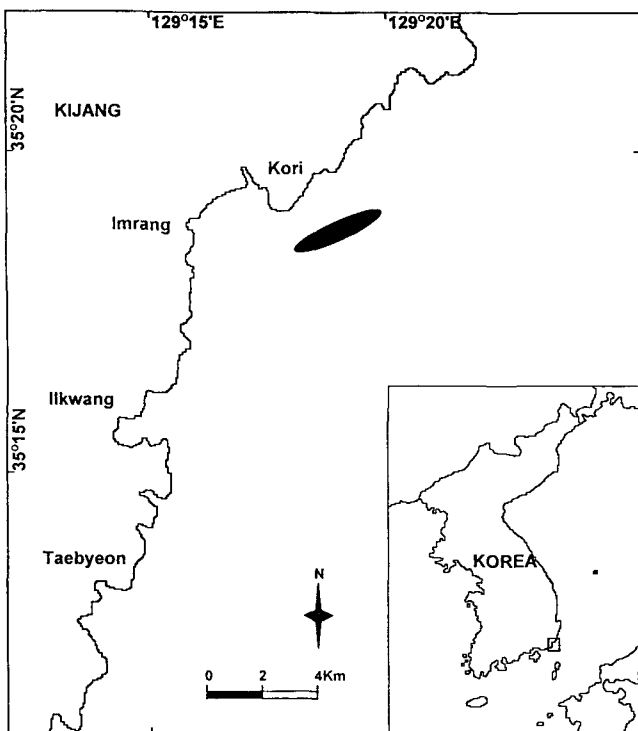 129°15'E
129°20'E
35°20'N
KIJANG
Kori
Imrang
Ilkwang
35°15'N
Taebyeon
KOREA
N
0 2 4Km